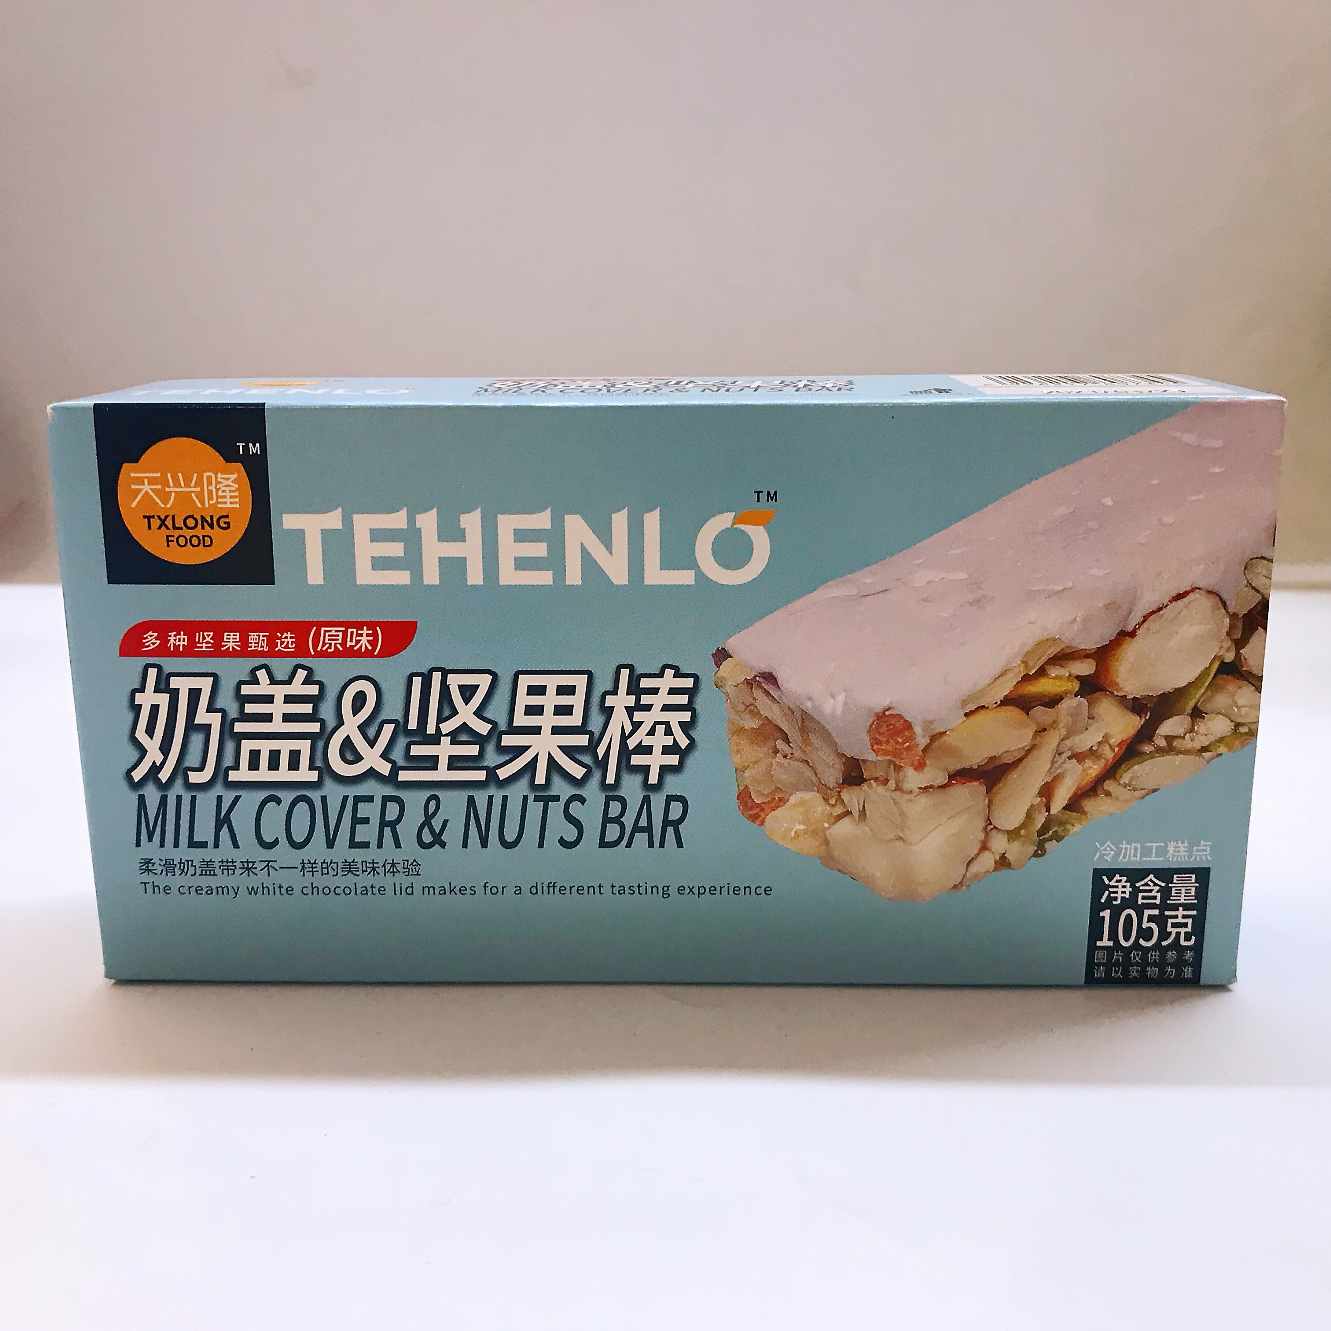 TEHENLO
天兴隆
TM
TXLONG
FOOD
TEHENLO
TM
多种坚果甄选 (原味)
奶盖&坚果棒
MILK COVER & NUTS BAR
柔滑奶盖带来不一样的美味体验
The creamy white chocolate lid makes for a different tasting experience
冷加工糕点
净含量
105克
图片仅供参考
请以实物为准